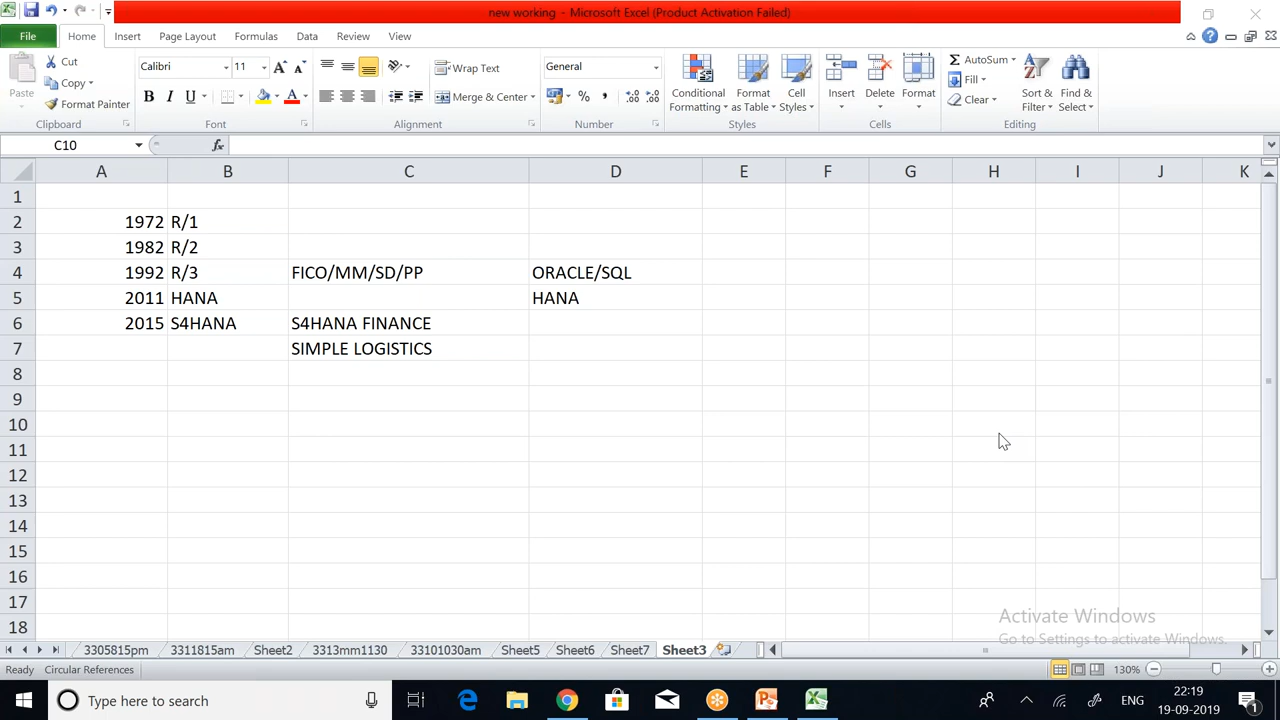 new working - Microsoft Excel (Product Activation Failed)
File Home Insert Page Layout Formulas Data Review View
Paste
Cut
Copy
Format Painter
Clipboard
Calibri 11
B I U
Font
Wrap Text
Merge & Center
Alignment
General
Number
Conditional Formatting
Format as Table
Cell Styles
Styles
Insert Delete Format
Cells
AutoSum
Fill
Clear
Sort & Filter
Find & Select
Editing
C10 fx
A B C D E F G H I J K
1
2 1972 R/1
3 1982 R/2
4 1992 R/3 FICO/MM/SD/PP ORACLE/SQL
5 2011 HANA HANA
6 2015 S4HANA S4HANA FINANCE
7 SIMPLE LOGISTICS
8
9
10
11
12
13
14
15
16
17
18
Activate Windows
Go to Settings to activate Windows.
3305815pm 3311815am Sheet2 3313mm1130 33101030am Sheet5 Sheet6 Sheet7 Sheet3
Ready Circular References 130%
Type here to search
ENG
22:19
19-09-2019
1